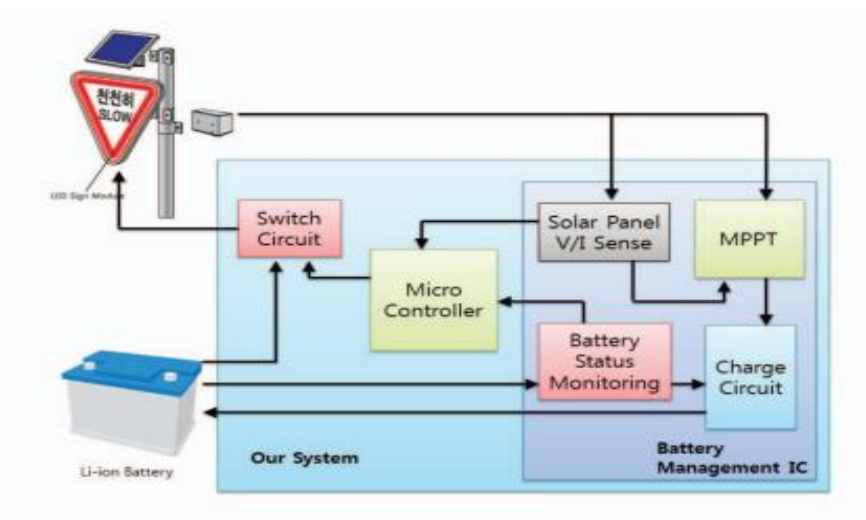 천천히
SLOW
LED Sign Module
Switch
Circuit
Solar Panel
V/I Sense
MPPT
Micro
Controller
Battery
Status
Monitoring
Charge
Circuit
Li-ion Battery
Our System
Battery
Management IC